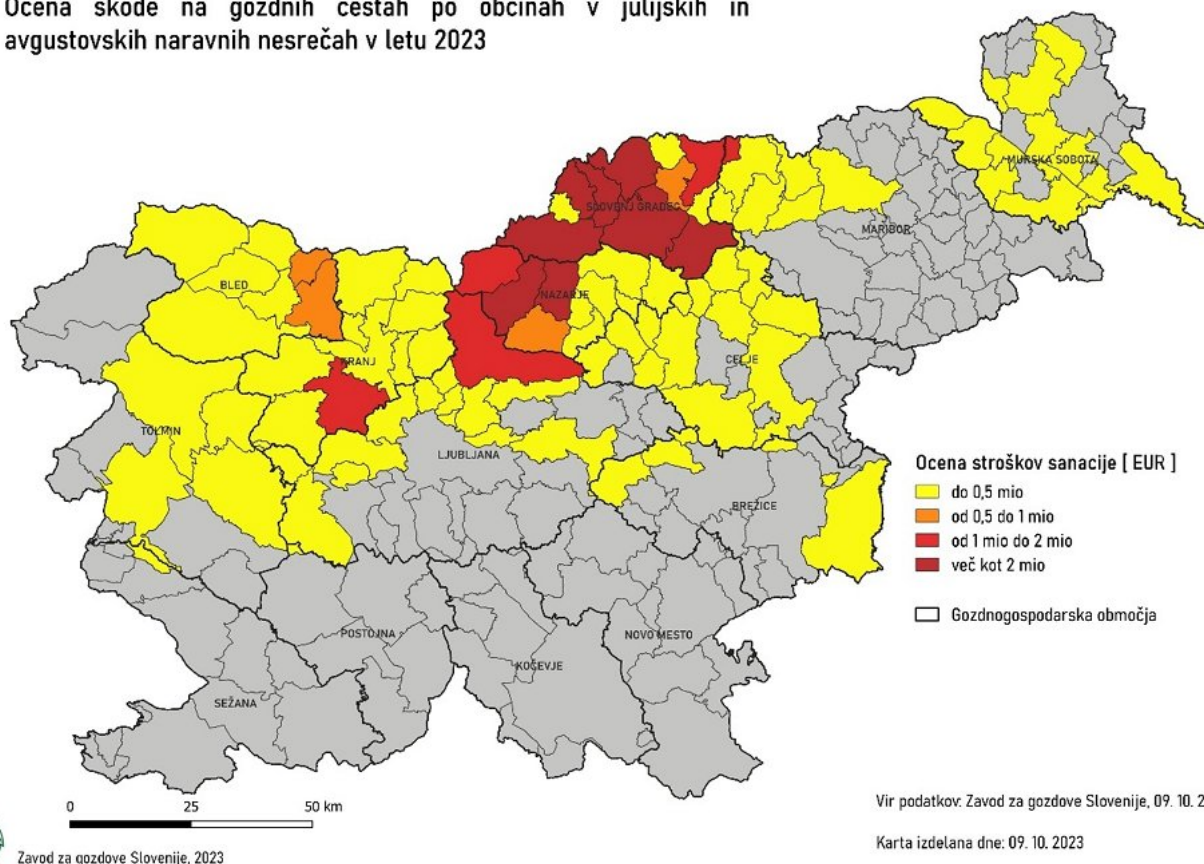 Ocena škode na gozdnih cestah po občinah v julijskih in
avgustovskih naravnih nesrečah v letu 2023
MURSKA SOBOTA
SLOVENJ GRADEC
MARIBOR
BLED
NAZARJE
KRANJ
CELJE
TOLMIN
LJUBLJANA
BREŽICE
Ocena stroškov sanacije [ EUR ]
do 0,5 mio
od 0,5 do 1 mio
od 1 mio do 2 mio
več kot 2 mio
Gozdnogospodarska območja
POSTOJNA
NOVO MESTO
KOČEVJE
SEŽANA
0 25 50 km
Vir podatkov: Zavod za gozdove Slovenije, 09. 10. 2
Karta izdelana dne: 09. 10. 2023
Zavod za gozdove Slovenije, 2023